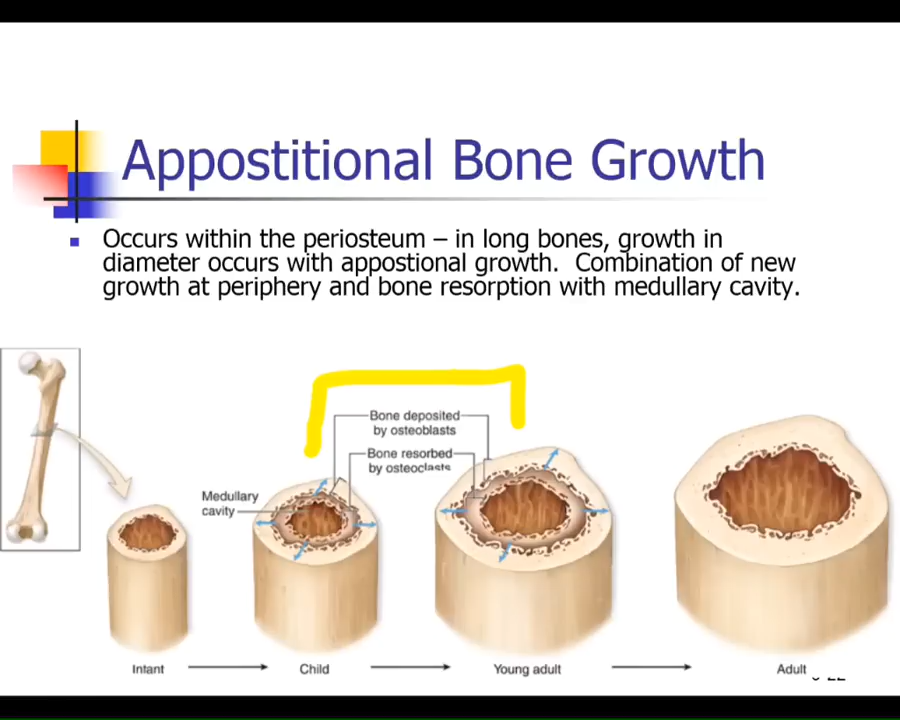 Appostitional Bone Growth
Occurs within the periosteum – in long bones, growth in
diameter occurs with appostional growth.  Combination of new
growth at periphery and bone resorption with medullary cavity.
Bone deposited
by osteoblasts
Bone resorbed
by osteoclasts
Medullary
cavity
Infant
Child
Young adult
Adult